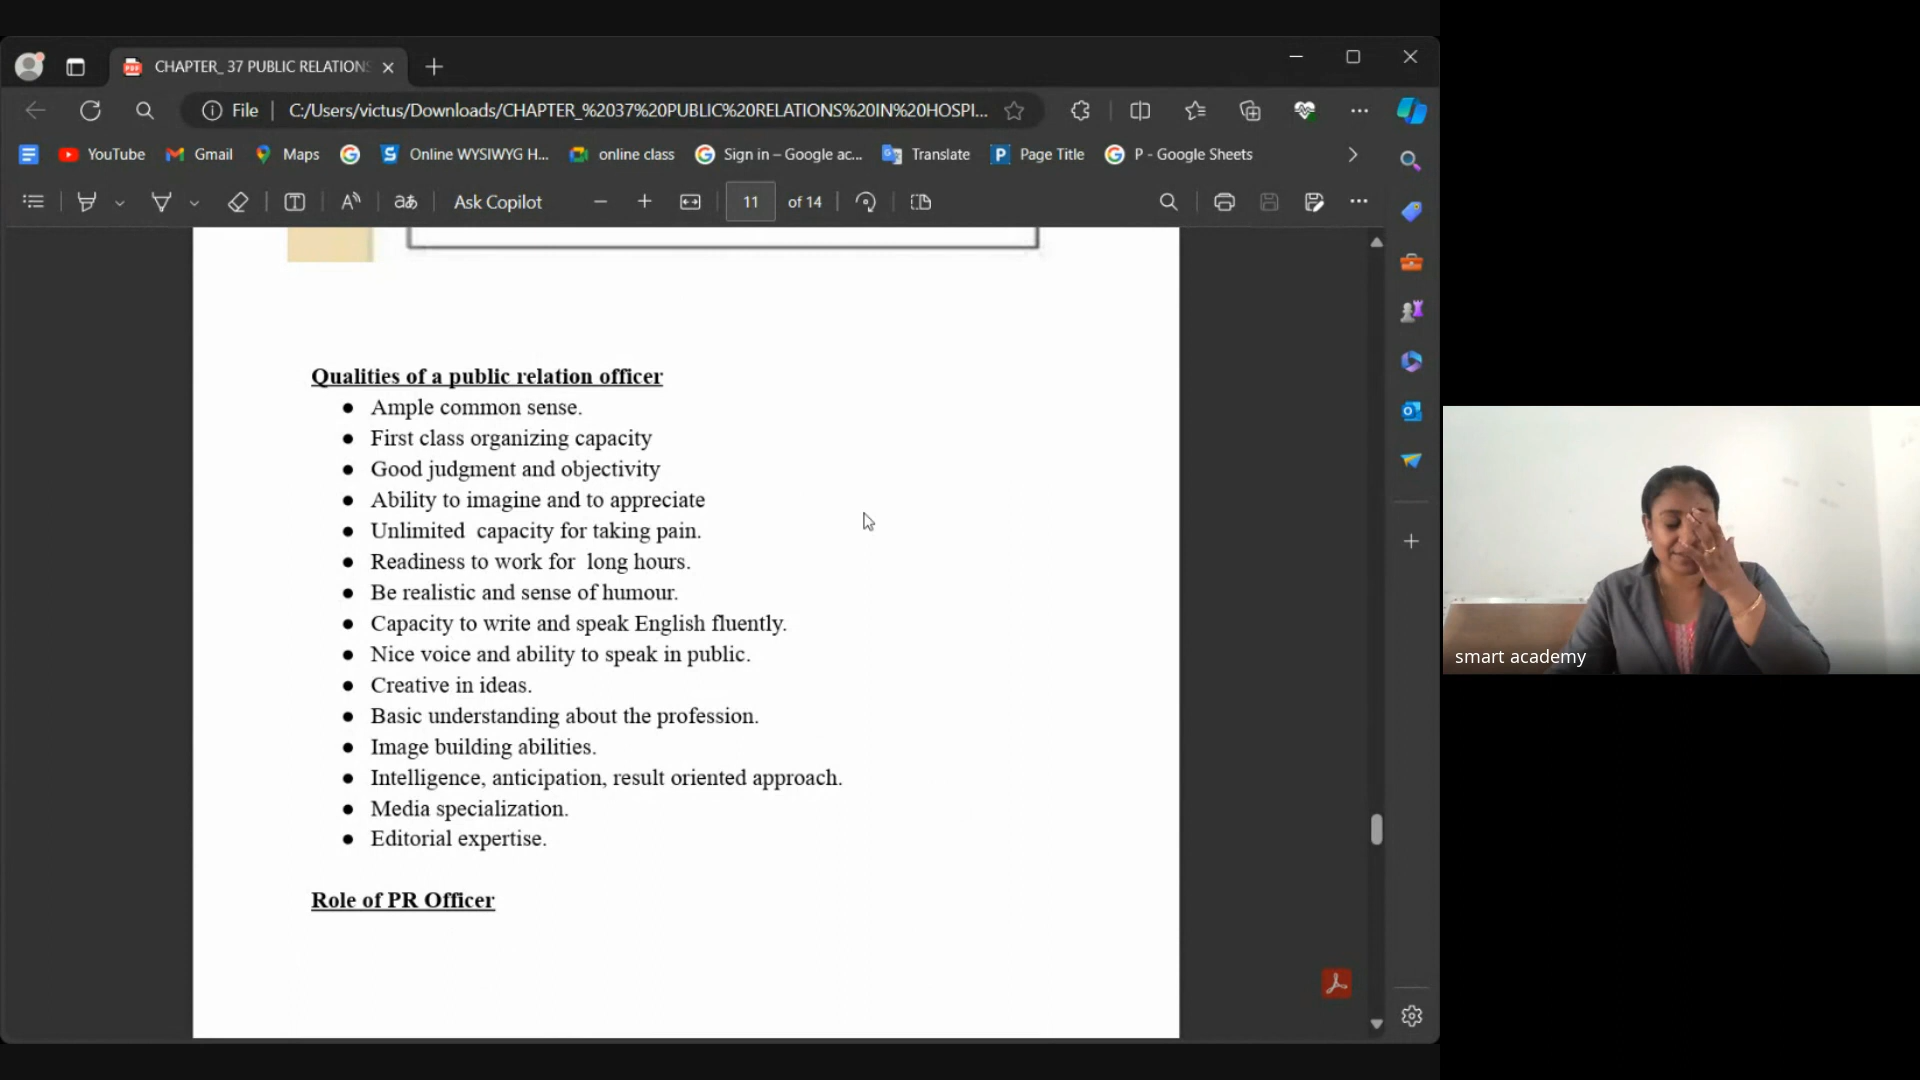 CHAPTER_ 37 PUBLIC RELATIONS
File
C:/Users/victus/Downloads/CHAPTER_%2037%20PUBLIC%20RELATIONS%20IN%20HOSPI...
YouTube
Gmail
Maps
Online WYSIWYG H...
online class
Sign in – Google ac...
Translate
Page Title
P - Google Sheets
Ask Copilot
11 of 14
Qualities of a public relation officer
● Ample common sense.
● First class organizing capacity
● Good judgment and objectivity
● Ability to imagine and to appreciate
● Unlimited  capacity for taking pain.
● Readiness to work for  long hours.
● Be realistic and sense of humour.
● Capacity to write and speak English fluently.
● Nice voice and ability to speak in public.
● Creative in ideas.
● Basic understanding about the profession.
● Image building abilities.
● Intelligence, anticipation, result oriented approach.
● Media specialization.
● Editorial expertise.
Role of PR Officer
smart academy